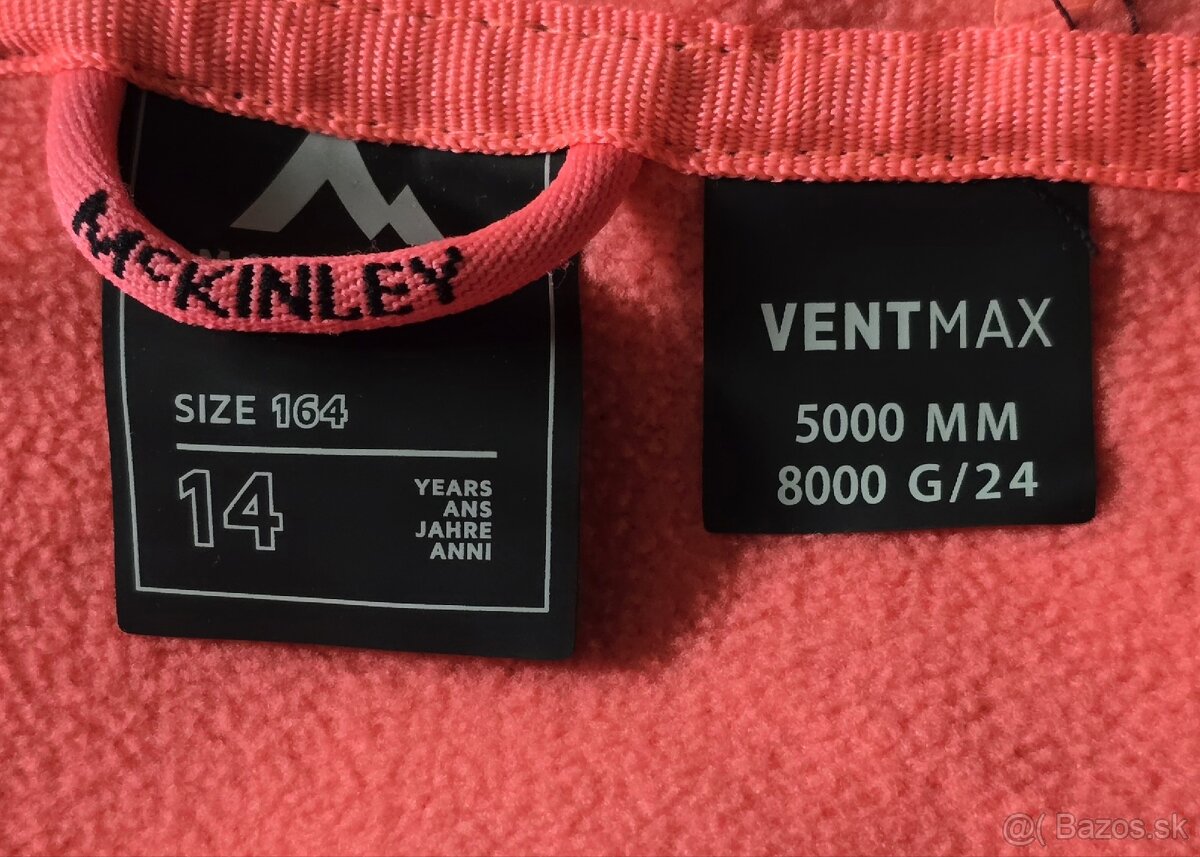 McKINLEY
SIZE 164
14
YEARS
ANS
JAHRE
ANNI
VENTMAX
5000 MM
8000 G/24
@( Bazos.sk